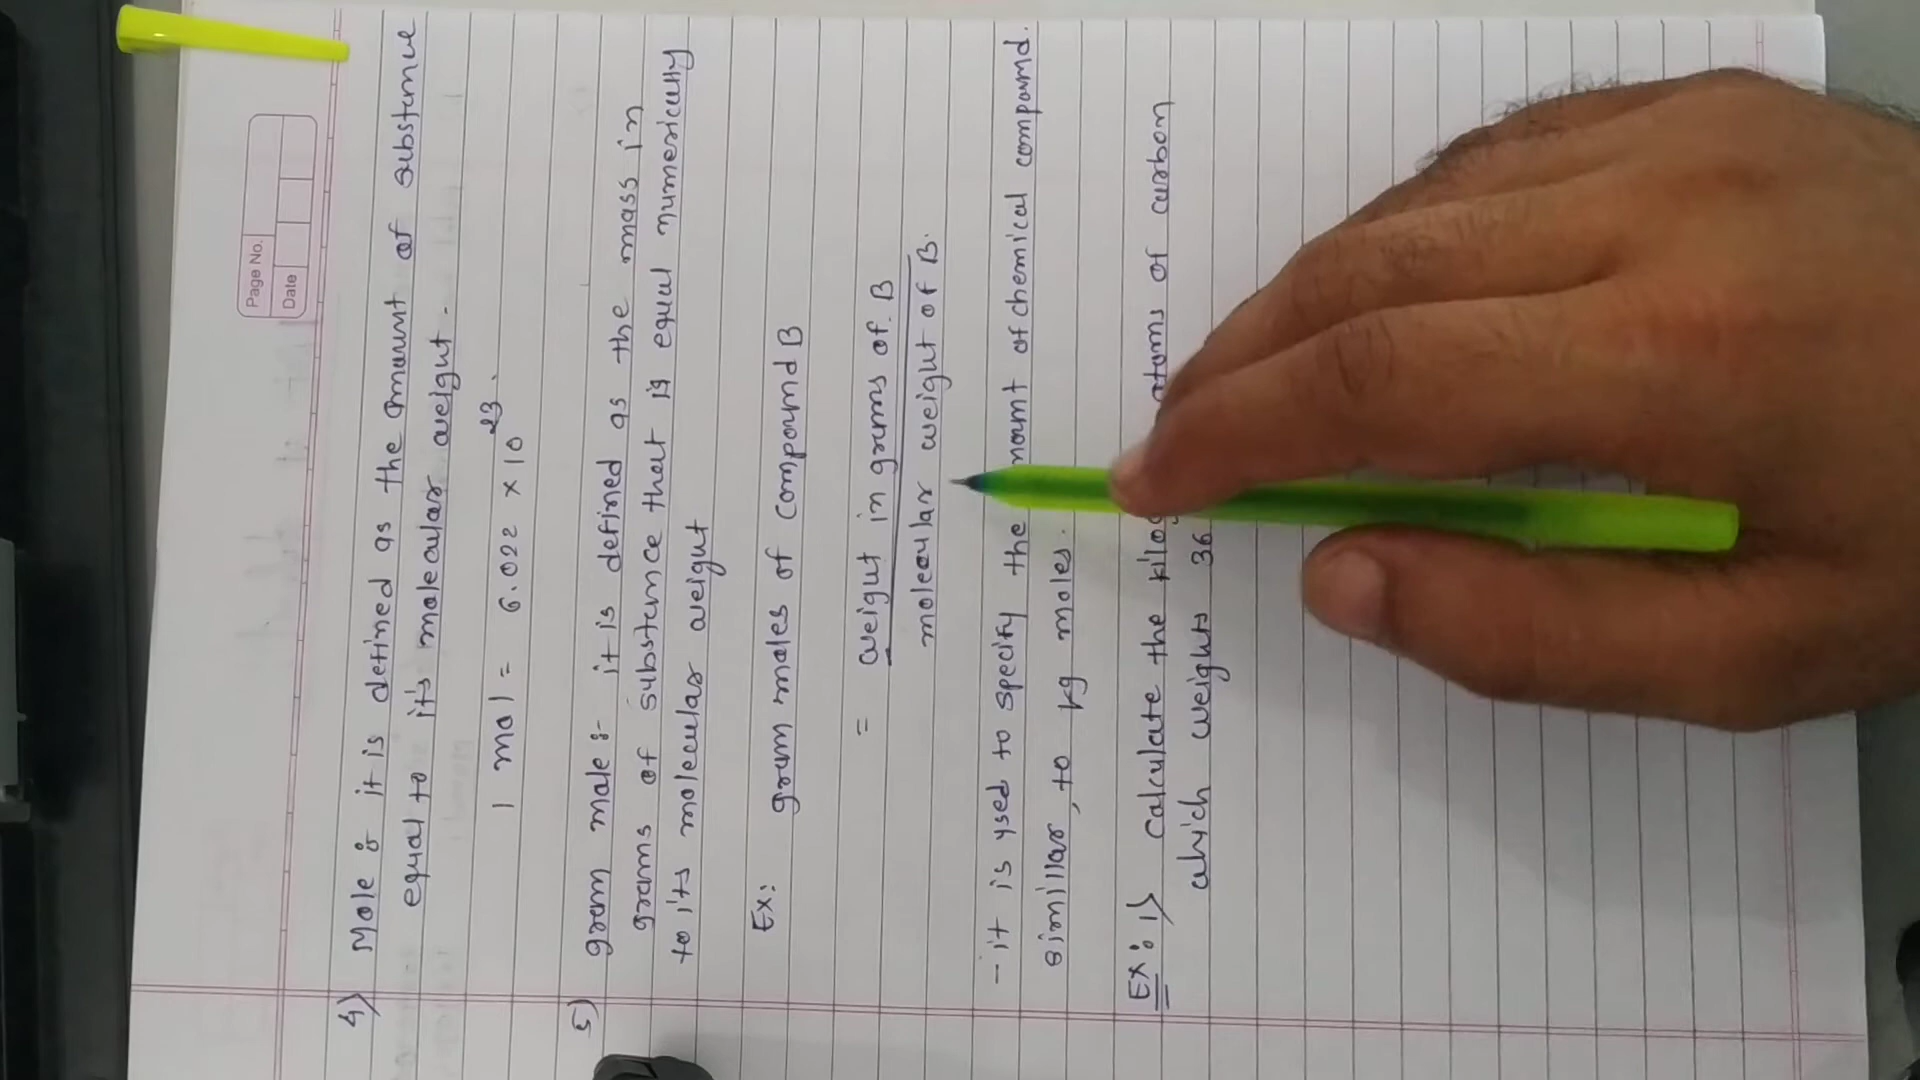 Page No.
Date
4) Mole :- it is defined as the amount of substance
equal to it's molecular weight.
1 mol = 6.022 x 10^23.
5) gram mole :- it is defined as the mass in
grams of substance that is equal numerically
to it's molecular weight
Ex: gram moles of compound B
= weight in grams of B
molecular weight of B.
- it is used to specify the amount of chemical compound.
simillar, to kg moles.
Ex: 1) calculate the atoms of carbon
which weights 36